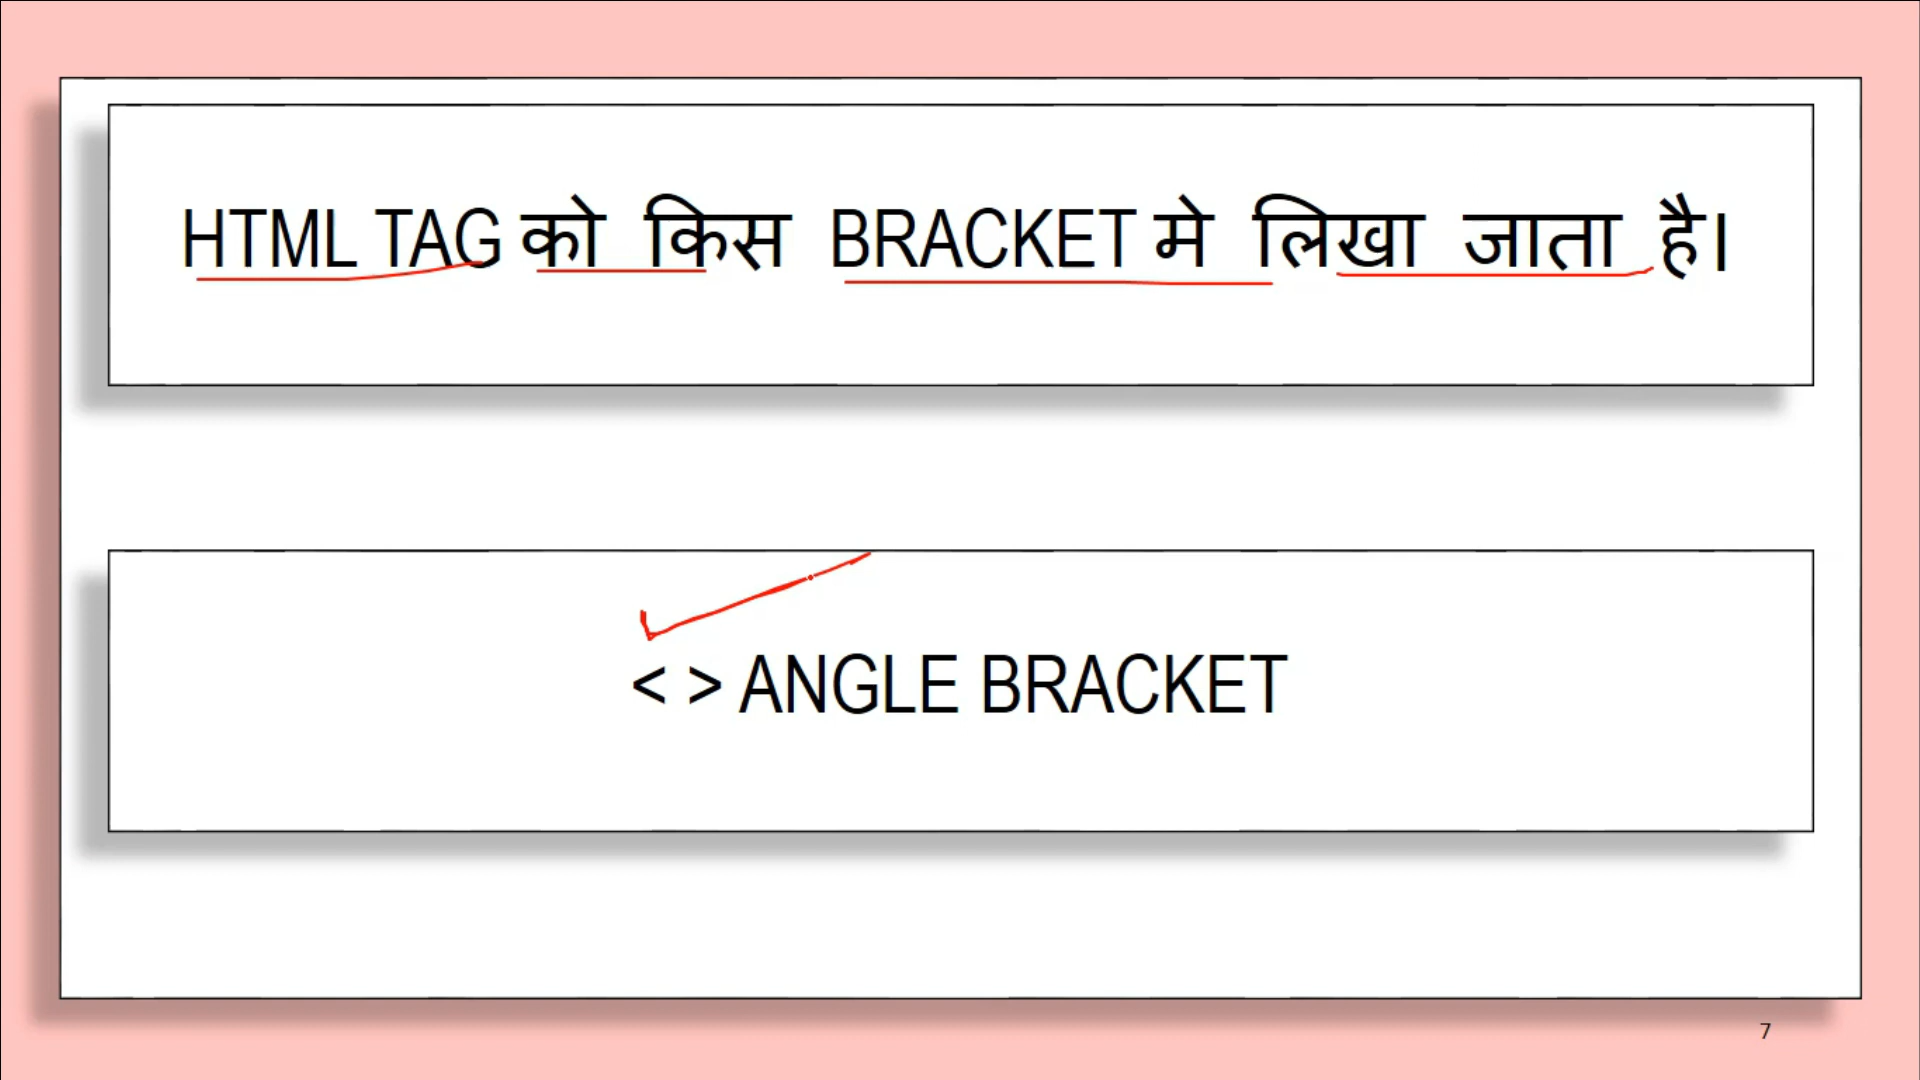 HTML TAG को किस BRACKET मे लिखा जाता है।
< > ANGLE BRACKET
7